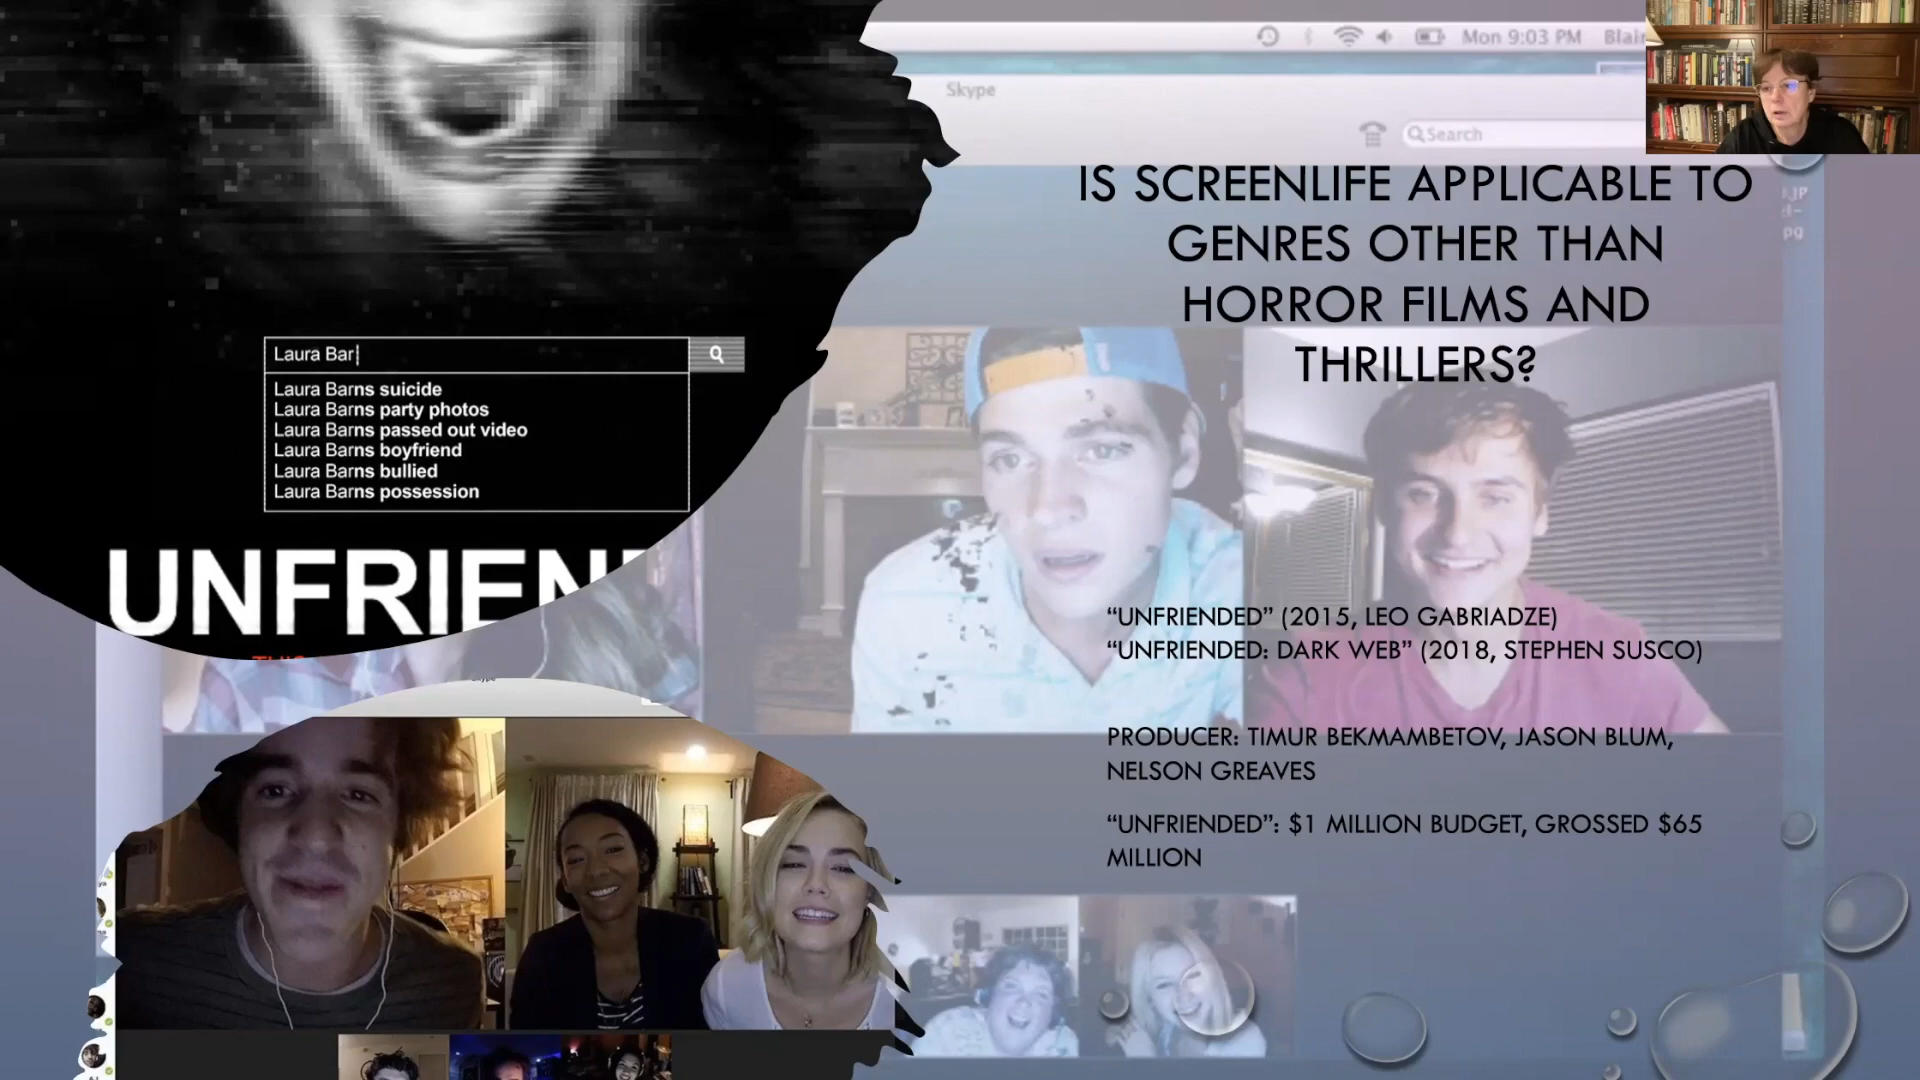 Mon 9:03 PM Blair
Skype
Search
IS SCREENLIFE APPLICABLE TO
GENRES OTHER THAN
HORROR FILMS AND
THRILLERS?
Laura Bar
Laura Barns suicide
Laura Barns party photos
Laura Barns passed out video
Laura Barns boyfriend
Laura Barns bullied
Laura Barns possession
UNFRIEN
“UNFRIENDED” (2015, LEO GABRIADZE)
“UNFRIENDED: DARK WEB” (2018, STEPHEN SUSCO)
PRODUCER: TIMUR BEKMAMBETOV, JASON BLUM,
NELSON GREAVES
“UNFRIENDED”: $1 MILLION BUDGET, GROSSED $65
MILLION